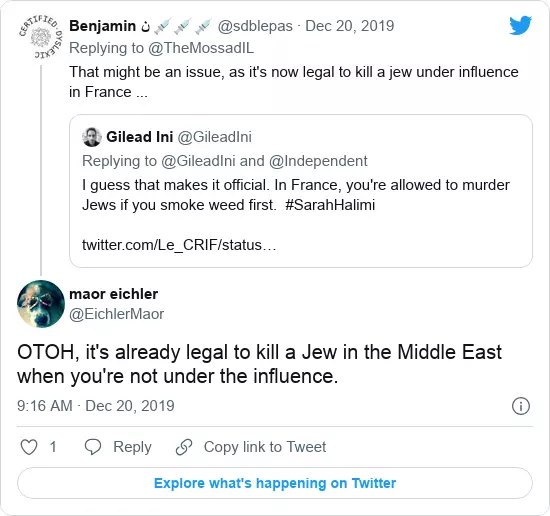 CERTIFIED DYSLEXIC
Benjamin ن 💉💉💉 @sdblepas · Dec 20, 2019
Replying to @TheMossadIL
That might be an issue, as it's now legal to kill a jew under influence
in France ...
Gilead Ini @GileadIni
Replying to @GileadIni and @Independent
I guess that makes it official. In France, you're allowed to murder
Jews if you smoke weed first.  #SarahHalimi
twitter.com/Le_CRIF/status…
maor eichler
@EichlerMaor
OTOH, it's already legal to kill a Jew in the Middle East
when you're not under the influence.
9:16 AM · Dec 20, 2019
1 Reply Copy link to Tweet
Explore what's happening on Twitter